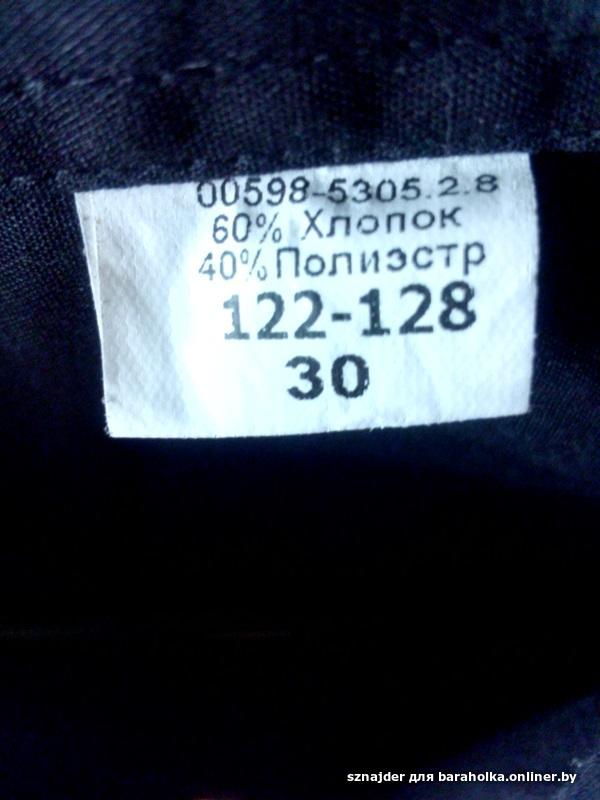 00598-5305.2.8
60% Хлопок
40% Полиэстр
122-128
30
sznajder для baraholka.onliner.by